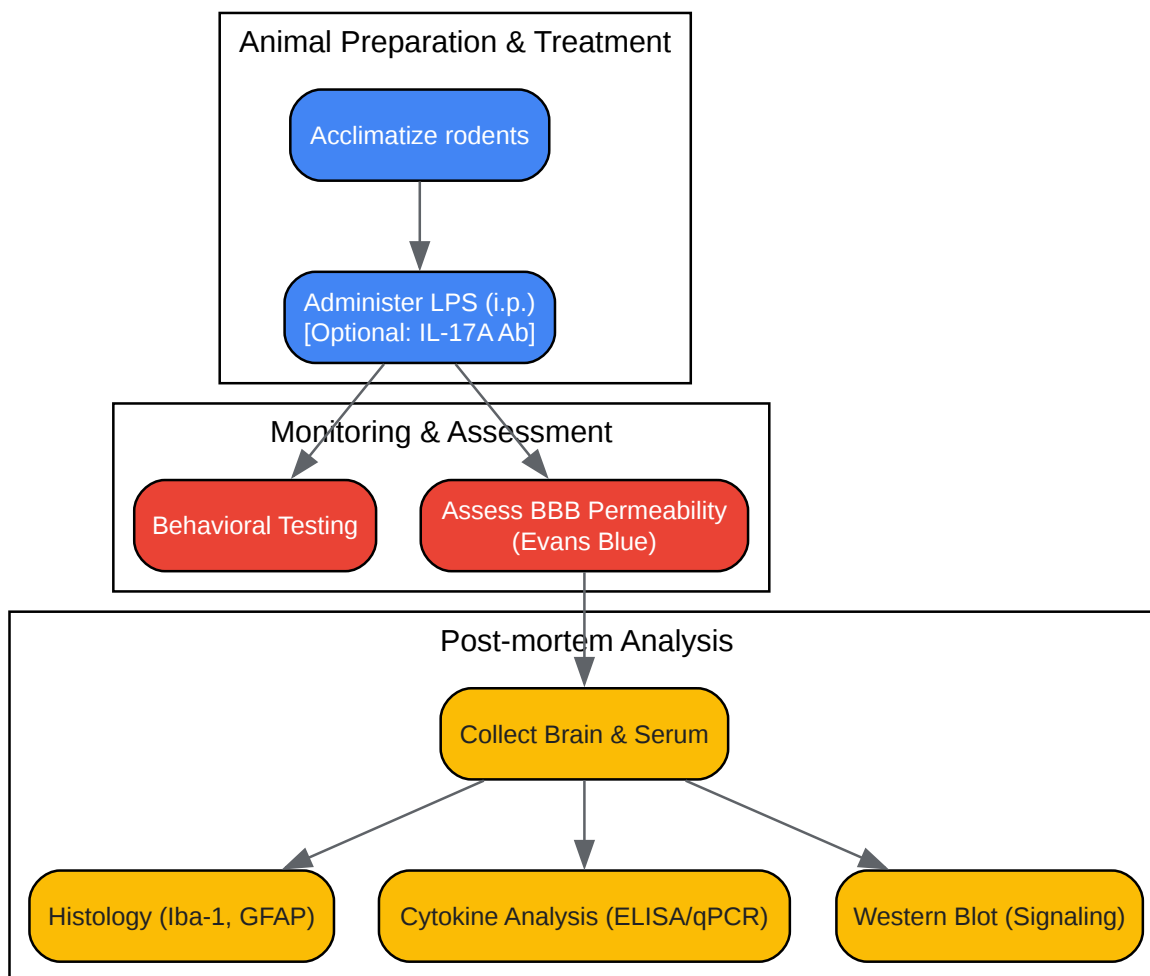 Animal Preparation & Treatment
Acclimatize rodents
Administer LPS (i.p.)
[Optional: IL-17A Ab]
Monitoring & Assessment
Behavioral Testing
Assess BBB Permeability
(Evans Blue)
Post-mortem Analysis
Collect Brain & Serum
Histology (Iba-1, GFAP)
Cytokine Analysis (ELISA/qPCR)
Western Blot (Signaling)